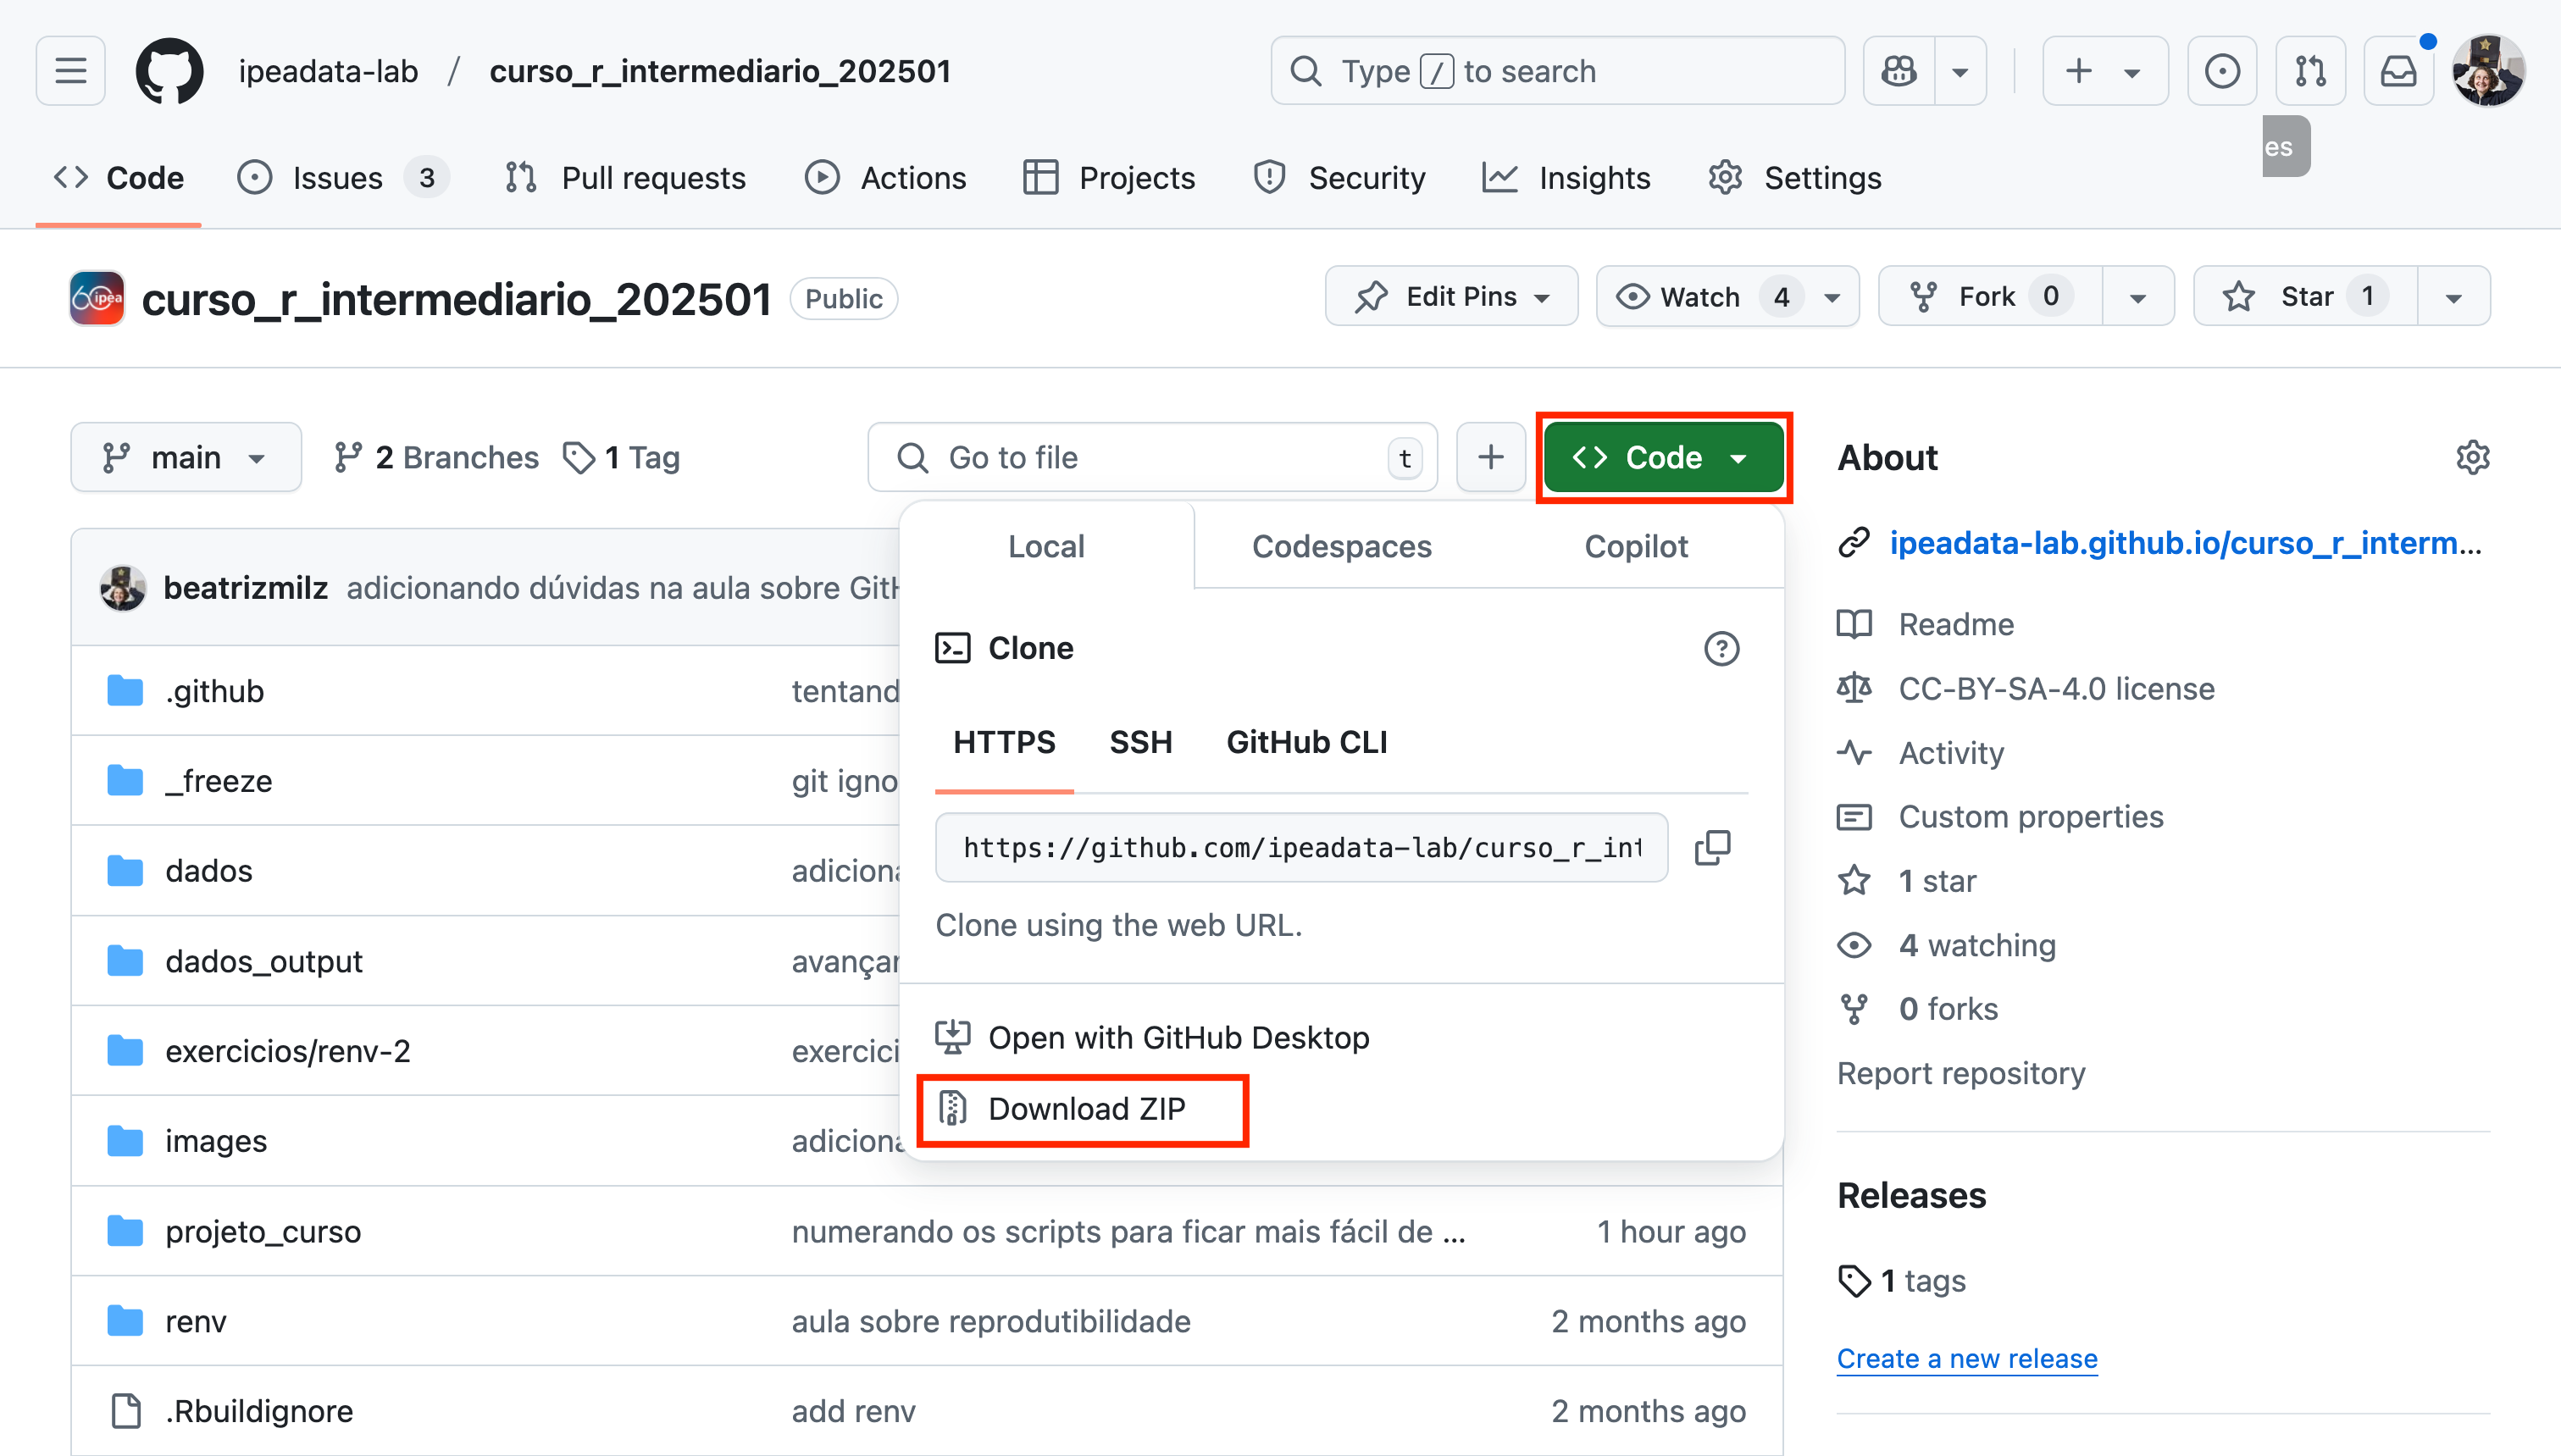 ipeadata-lab / curso_r_intermediario_202501
Type / to search
es
Code
Issues 3
Pull requests
Actions
Projects
Security
Insights
Settings
60 ipea
curso_r_intermediario_202501 Public
Edit Pins
Watch 4
Fork 0
Star 1
main
2 Branches
1 Tag
Go to file t
+
Code
Local
Codespaces
Copilot
Clone
HTTPS
SSH
GitHub CLI
https://github.com/ipeadata-lab/curso_r_int
Clone using the web URL.
Open with GitHub Desktop
Download ZIP
beatrizmilz adicionando dúvidas na aula sobre Git
.github
_freeze git igno
dados
dados_output
exercicios/renv-2
images
projeto_curso numerando os scripts para ficar mais fácil de ... 1 hour ago
renv aula sobre reprodutibilidade 2 months ago
.Rbuildignore add renv 2 months ago
About
ipeadata-lab.github.io/curso_r_interm...
Readme
CC-BY-SA-4.0 license
Activity
Custom properties
1 star
4 watching
0 forks
Report repository
Releases
1 tags
Create a new release